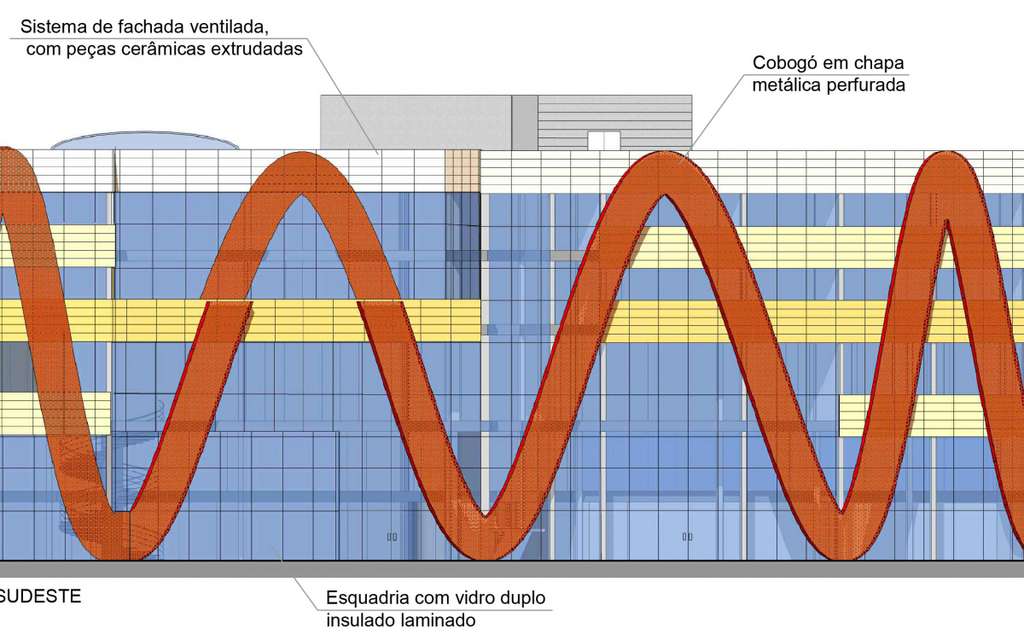 Sistema de fachada ventilada,
com peças cerâmicas extrudadas
Cobogó em chapa
metálica perfurada
SUDESTE
Esquadria com vidro duplo
insulado laminado